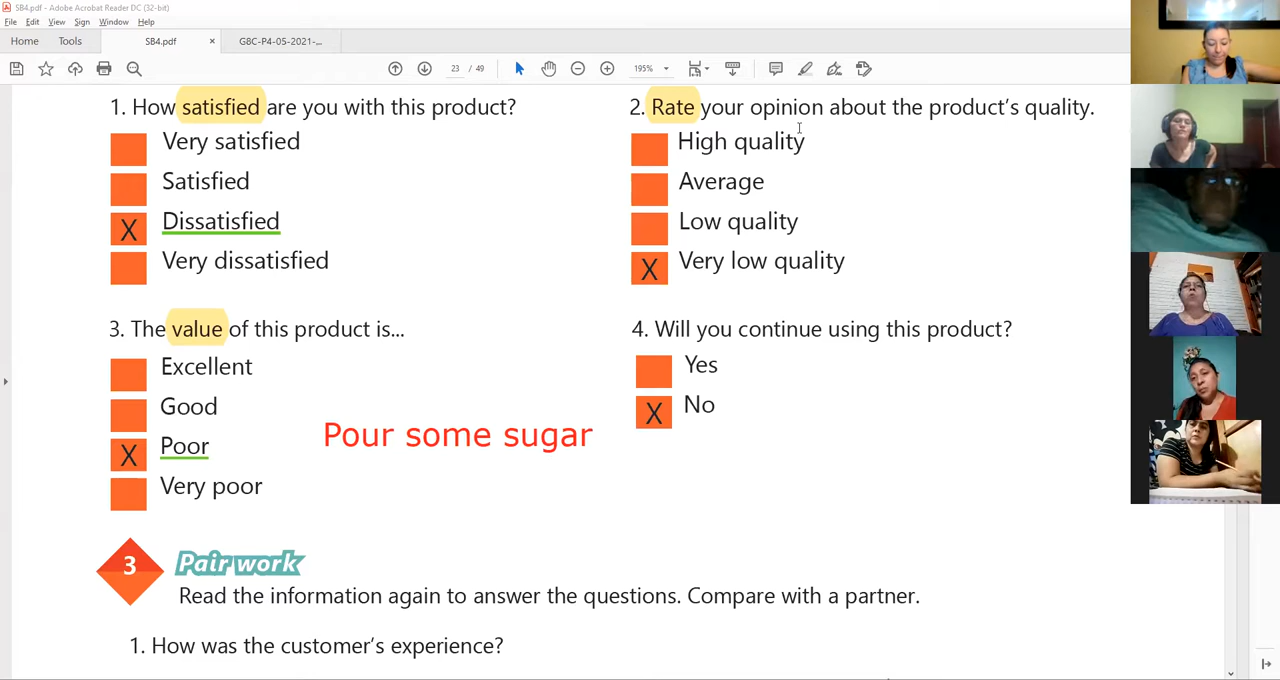 SB4.pdf - Adobe Acrobat Reader DC (32-bit)
File Edit View Sign Window Help
Home Tools SB4.pdf × GBC-P4-05-2021-...
23 / 49 195%
1. How satisfied are you with this product?
Very satisfied
Satisfied
X Dissatisfied
Very dissatisfied
2. Rate your opinion about the product's quality.
High quality
Average
Low quality
X Very low quality
3. The value of this product is...
Excellent
Good
X Poor
Very poor
Pour some sugar
4. Will you continue using this product?
Yes
X No
3 Pair work
Read the information again to answer the questions. Compare with a partner.
1. How was the customer's experience?